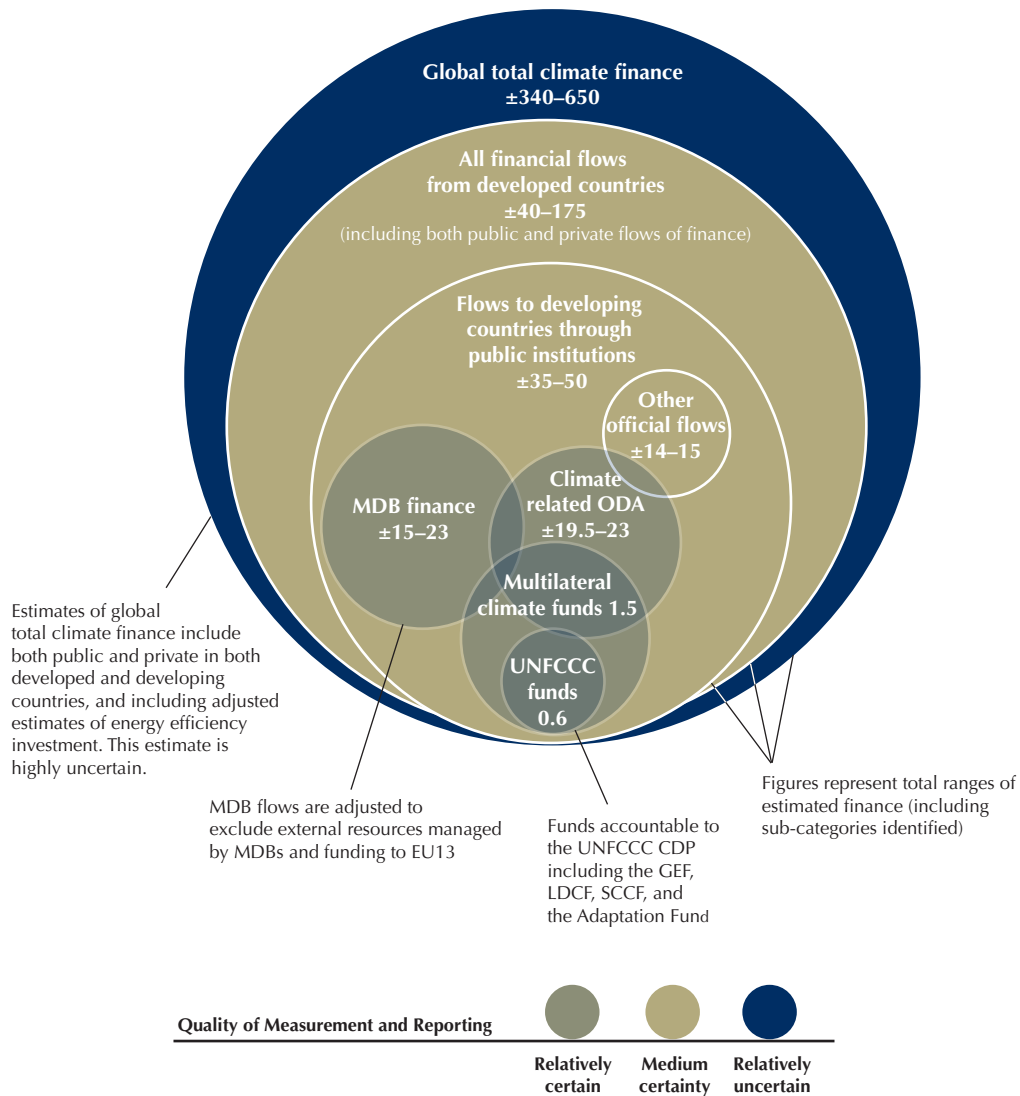 Global total climate finance
±340–650
All financial flows
from developed countries
±40–175
(including both public and private flows of finance)
Flows to developing
countries through
public institutions
±35–50
Other
official flows
±14–15
MDB finance
±15–23
Climate
related ODA
±19.5–23
Multilateral
climate funds 1.5
UNFCCC
funds
0.6
Estimates of global
total climate finance include
both public and private in both
developed and developing
countries, and including adjusted
estimates of energy efficiency
investment. This estimate is
highly uncertain.
MDB flows are adjusted to
exclude external resources managed
by MDBs and funding to EU13
Funds accountable to
the UNFCCC CDP
including the GEF,
LDCF, SCCF, and
the Adaptation Fund
Figures represent total ranges of
estimated finance (including
sub-categories identified)
Quality of Measurement and Reporting
Relatively
certain
Medium
certainty
Relatively
uncertain